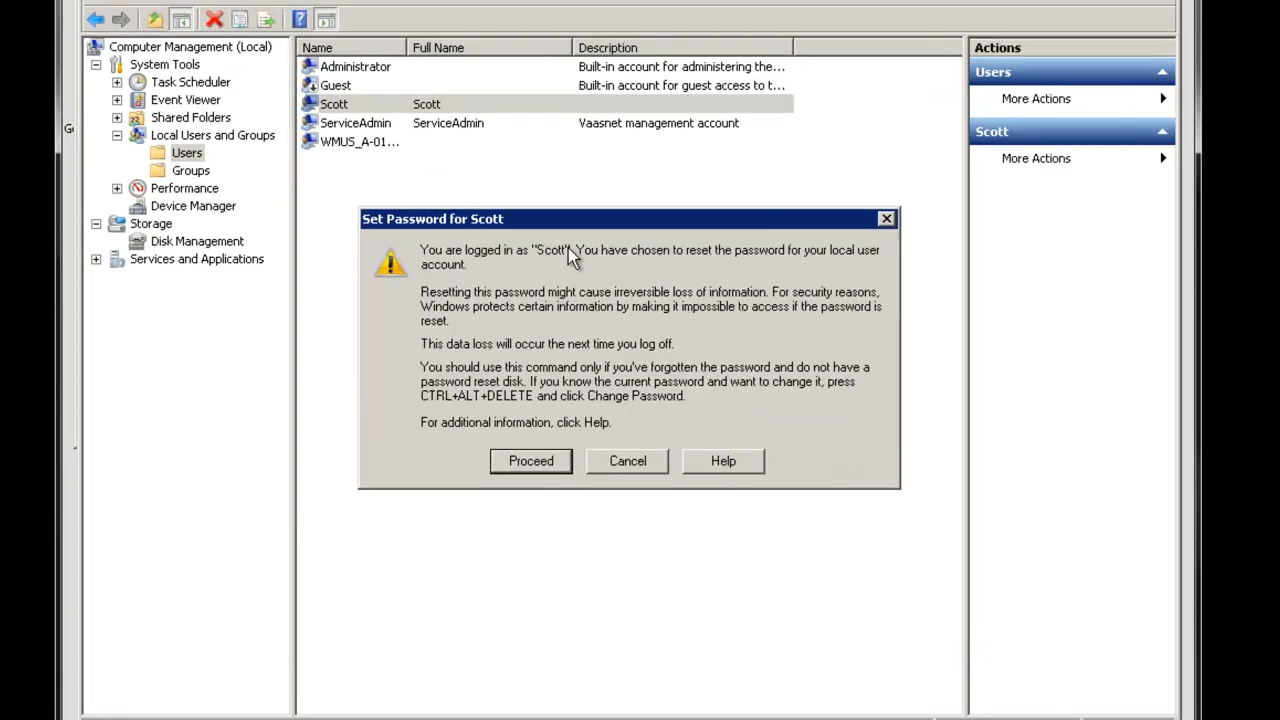 Computer Management (Local)
System Tools
Task Scheduler
Event Viewer
Shared Folders
Local Users and Groups
Users
Groups
Performance
Device Manager
Storage
Disk Management
Services and Applications
Name Full Name Description
Administrator Built-in account for administering the...
Guest Built-in account for guest access to t...
Scott Scott
ServiceAdmin ServiceAdmin Vaasnet management account
WMUS_A-01...
Set Password for Scott
You are logged in as "Scott". You have chosen to reset the password for your local user
account.
Resetting this password might cause irreversible loss of information. For security reasons,
Windows protects certain information by making it impossible to access if the password is
reset.
This data loss will occur the next time you log off.
You should use this command only if you've forgotten the password and do not have a
password reset disk. If you know the current password and want to change it, press
CTRL+ALT+DELETE and click Change Password.
For additional information, click Help.
Proceed Cancel Help
Actions
Users
More Actions
Scott
More Actions